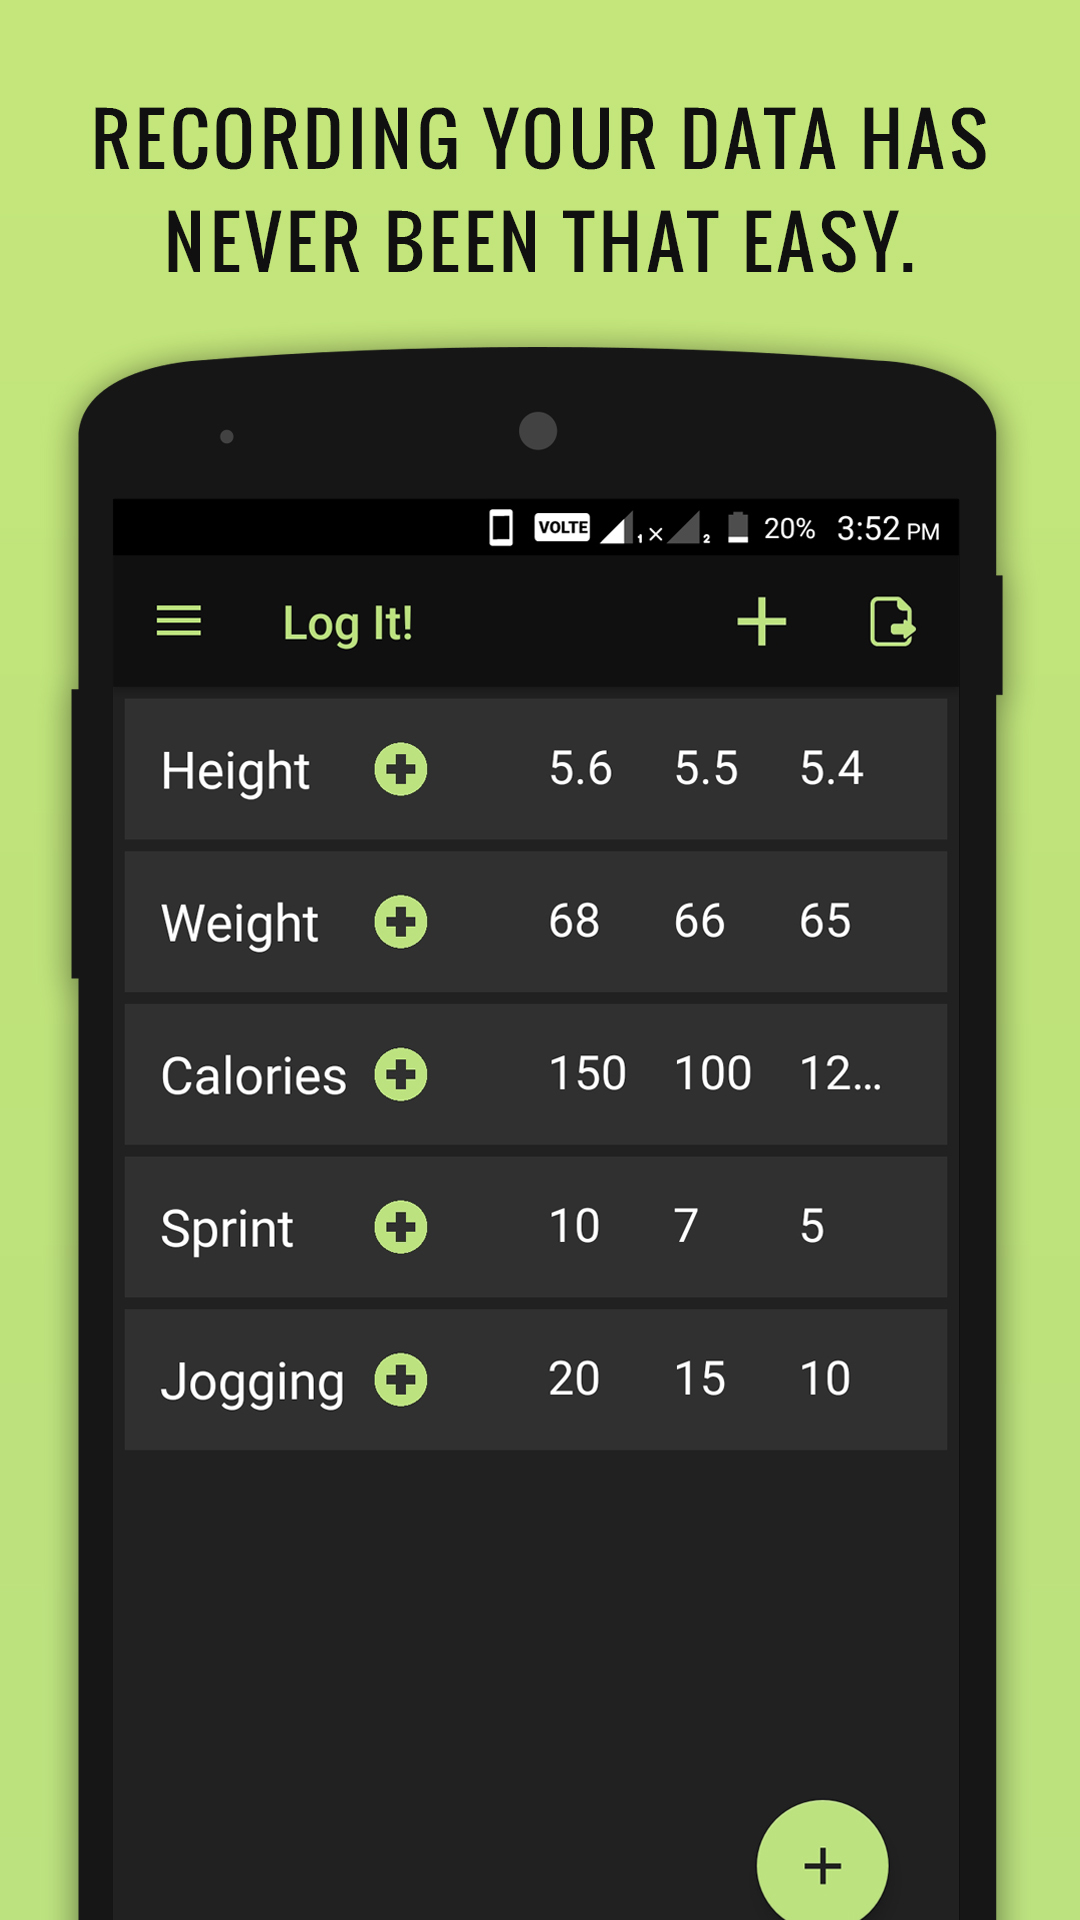 RECORDING YOUR DATA HAS
NEVER BEEN THAT EASY.
VOLTE 1 x 2 20% 3:52 PM
Log It!
Height 5.6 5.5 5.4
Weight 68 66 65
Calories 150 100 12...
Sprint 10 7 5
Jogging 20 15 10